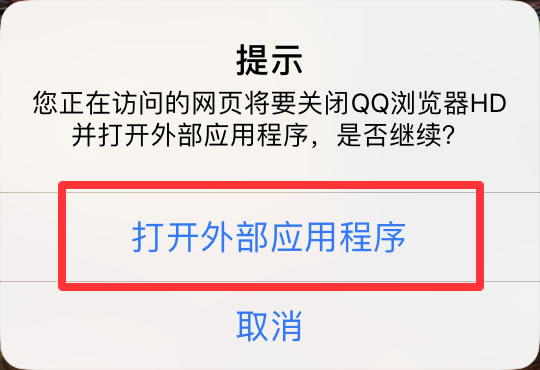 提示
您正在访问的网页将要关闭QQ浏览器HD
并打开外部应用程序，是否继续？
打开外部应用程序
取消